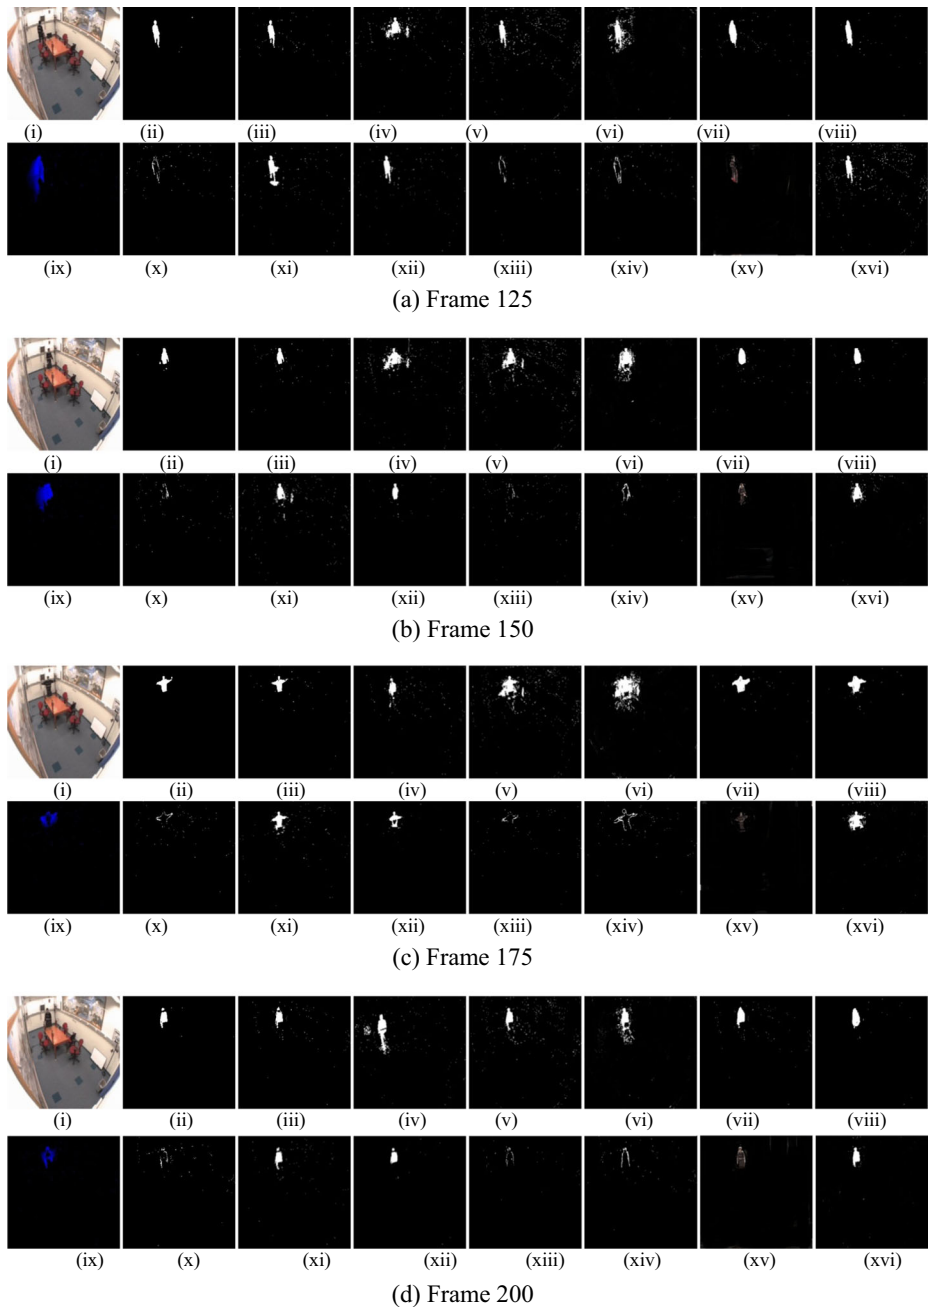 (i) (ii) (iii) (iv) (v) (vi) (vii) (viii)
(ix) (x) (xi) (xii) (xiii) (xiv) (xv) (xvi)
(a) Frame 125
(i) (ii) (iii) (iv) (v) (vi) (vii) (viii)
(ix) (x) (xi) (xii) (xiii) (xiv) (xv) (xvi)
(b) Frame 150
(i) (ii) (iii) (iv) (v) (vi) (vii) (viii)
(ix) (x) (xi) (xii) (xiii) (xiv) (xv) (xvi)
(c) Frame 175
(i) (ii) (iii) (iv) (v) (vi) (vii) (viii)
(ix) (x) (xi) (xii) (xiii) (xiv) (xv) (xvi)
(d) Frame 200